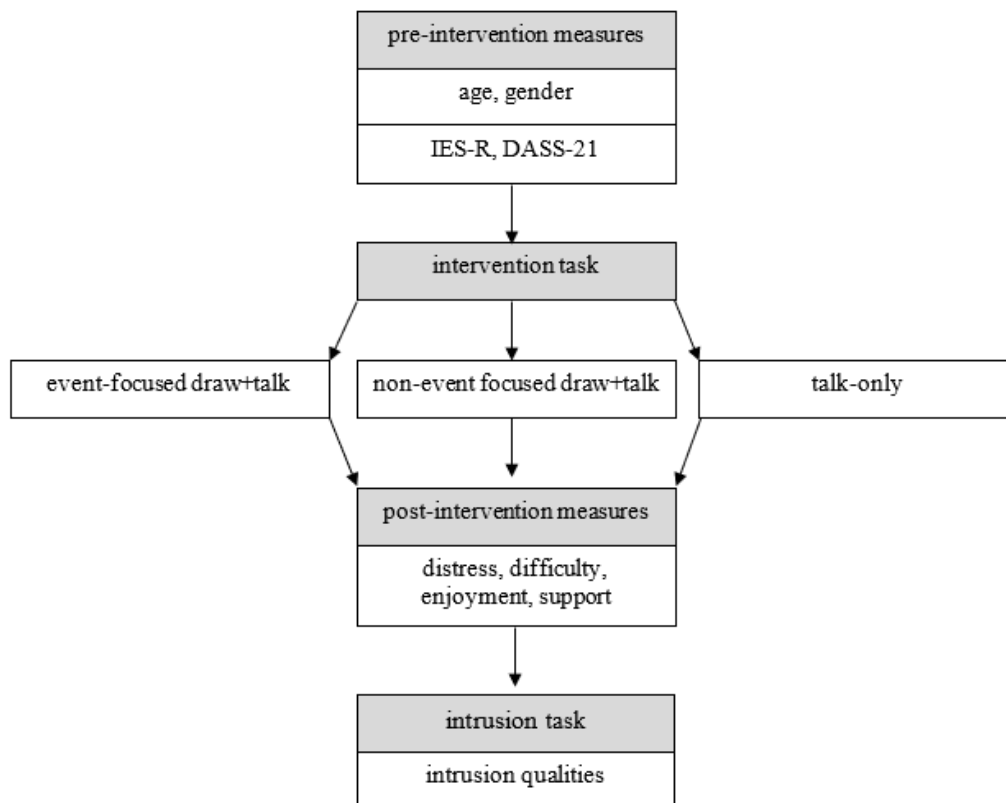 pre-intervention measures
age, gender
IES-R, DASS-21
intervention task
event-focused draw+talk
non-event focused draw+talk
talk-only
post-intervention measures
distress, difficulty,
enjoyment, support
intrusion task
intrusion qualities